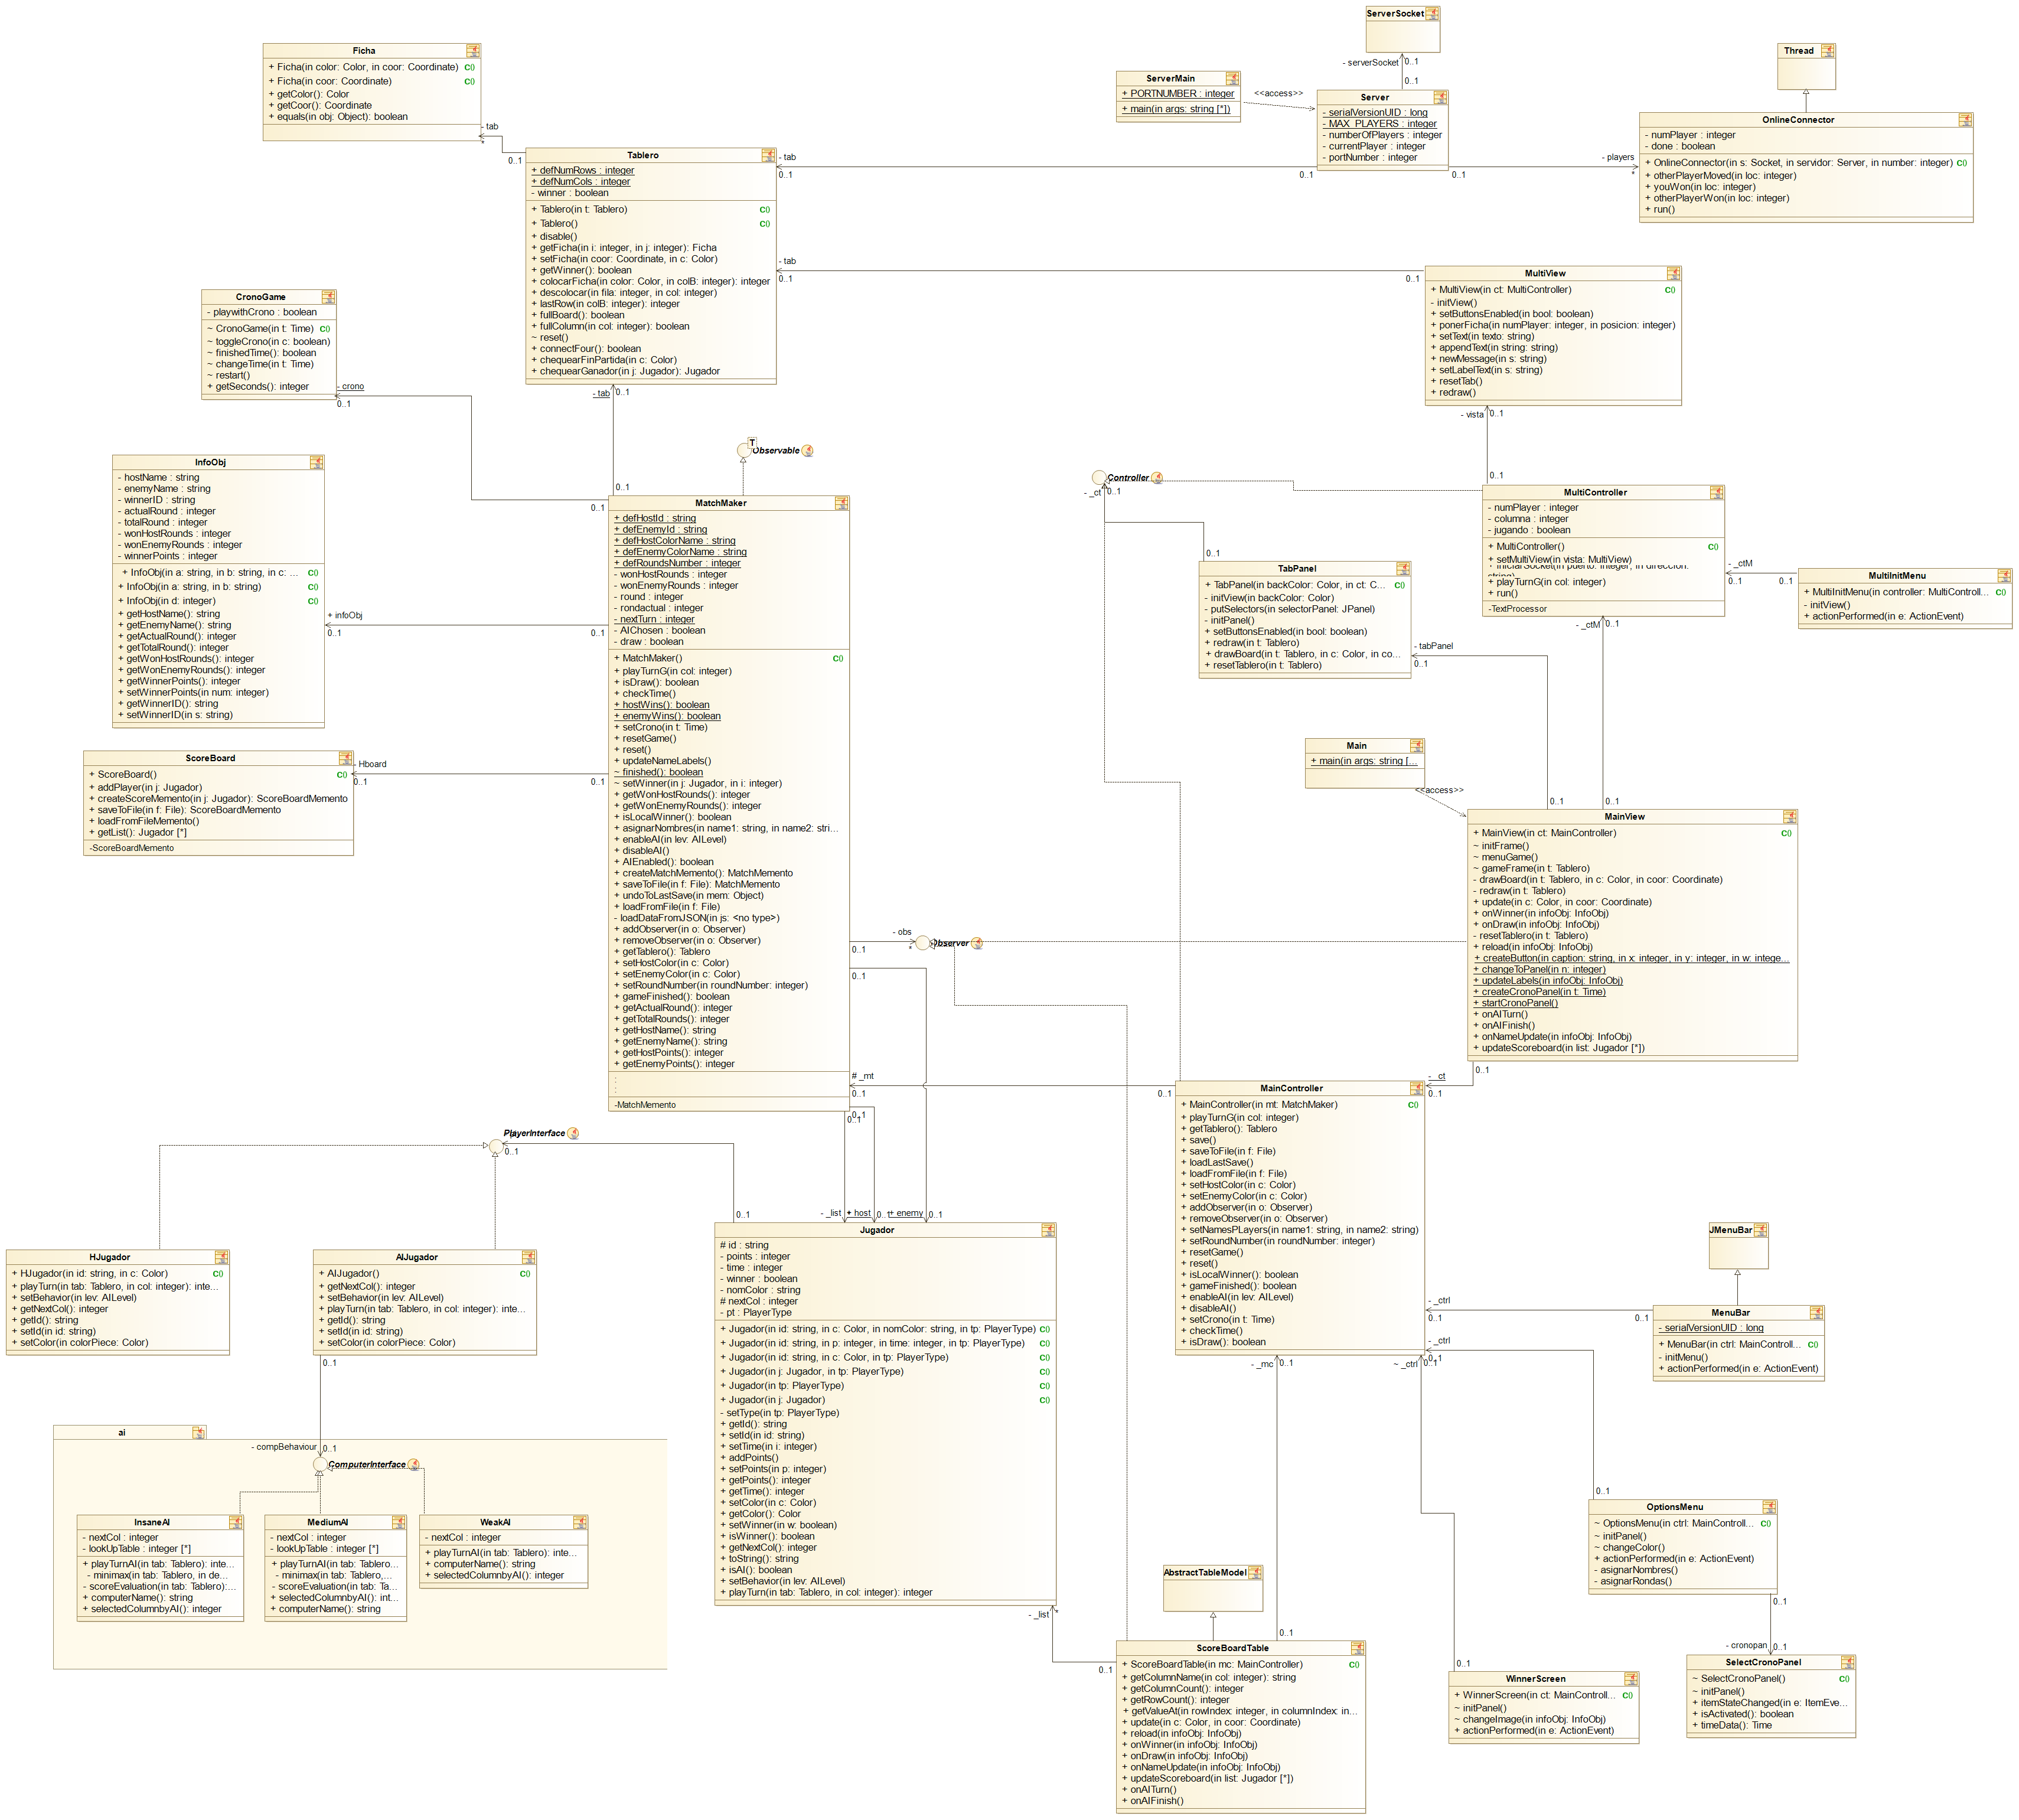 ServerSocket
- serverSocket
0..1
0..1
Thread
ServerMain
+ PORTNUMBER : integer
+ main(in args: string [*])
<<access>>
Server
- serialVersionUID : long
- MAX_PLAYERS : integer
- numberOfPlayers : integer
- currentPlayer : integer
- portNumber : integer
- players
0..1
*
OnlineConnector
- numPlayer : integer
- done : boolean
+ OnlineConnector(in s: Socket, in servidor: Server, in number: integer)
+ otherPlayerMoved(in loc: integer)
+ youWon(in loc: integer)
+ otherPlayerWon(in loc: integer)
+ run()
Ficha
+ Ficha(in color: Color, in coor: Coordinate)
+ Ficha(in coor: Coordinate)
+ getColor(): Color
+ getCoor(): Coordinate
+ equals(in obj: Object): boolean
- tab
*
0..1
Tablero
+ defNumRows : integer
+ defNumCols : integer
- winner : boolean
+ Tablero(in t: Tablero)
+ Tablero()
+ disable()
+ getFicha(in i: integer, in j: integer): Ficha
+ setFicha(in coor: Coordinate, in c: Color)
+ getWinner(): boolean
+ colocarFicha(in color: Color, in colB: integer): integer
+ descolocar(in fila: integer, in col: integer)
+ lastRow(in colB: integer): integer
+ fullBoard(): boolean
+ fullColumn(in col: integer): boolean
~ reset()
+ connectFour(): boolean
+ chequearFinPartida(in c: Color)
+ chequearGanador(in j: Jugador): Jugador
- tab
0..1
0..1
- tab
0..1
0..1
- tab
0..1
0..1
MultiView
+ MultiView(in ct: MultiController)
- initView()
+ setButtonsEnabled(in bool: boolean)
+ ponerFicha(in numPlayer: integer, in posicion: integer)
+ setText(in texto: string)
+ appendText(in string: string)
+ newMessage(in s: string)
+ setLabelText(in s: string)
+ resetTab()
+ redraw()
- vista
0..1
0..1
CronoGame
- playwithCrono : boolean
~ CronoGame(in t: Time)
~ toggleCrono(in c: boolean)
~ finishedTime(): boolean
~ changeTime(in t: Time)
~ restart()
+ getSeconds(): integer
- crono
0..1
0..1
InfoObj
- hostName : string
- enemyName : string
- winnerID : string
- actualRound : integer
- totalRound : integer
- wonHostRounds : integer
- wonEnemyRounds : integer
- winnerPoints : integer
+ InfoObj(in a: string, in b: string, in c: ...
+ InfoObj(in a: string, in b: string)
+ InfoObj(in d: integer)
+ getHostName(): string
+ getEnemyName(): string
+ getActualRound(): integer
+ getTotalRound(): integer
+ getWonHostRounds(): integer
+ getWonEnemyRounds(): integer
+ getWinnerPoints(): integer
+ setWinnerPoints(in num: integer)
+ getWinnerID(): string
+ setWinnerID(in s: string)
+ infoObj
0..1
0..1
ScoreBoard
+ ScoreBoard()
+ addPlayer(in j: Jugador)
+ createScoreMemento(in j: Jugador): ScoreBoardMemento
+ saveToFile(in f: File): ScoreBoardMemento
+ loadFromFileMemento()
+ getList(): Jugador [*]
-ScoreBoardMemento
- Hboard
0..1
0..1
T
Observable
MatchMaker
+ defHostId : string
+ defEnemyId : string
+ defHostColorName : string
+ defEnemyColorName : string
+ defRoundsNumber : integer
- wonHostRounds : integer
- wonEnemyRounds : integer
- round : integer
- rondactual : integer
- nextTurn : integer
- AIChosen : boolean
- draw : boolean
+ MatchMaker()
+ playTurnG(in col: integer)
+ isDraw(): boolean
+ checkTime()
+ hostWins(): boolean
+ enemyWins(): boolean
+ setCrono(in t: Time)
+ resetGame()
+ reset()
+ updateNameLabels()
~ finished(): boolean
~ setWinner(in j: Jugador, in i: integer)
+ getWonHostRounds(): integer
+ getWonEnemyRounds(): integer
+ isLocalWinner(): boolean
+ asignarNombres(in name1: string, in name2: stri...
+ enableAI(in lev: AILevel)
+ disableAI()
+ AIEnabled(): boolean
+ createMatchMemento(): MatchMemento
+ saveToFile(in f: File): MatchMemento
+ undoToLastSave(in mem: Object)
+ loadFromFile(in f: File)
- loadDataFromJSON(in js: <no type>)
+ addObserver(in o: Observer)
+ removeObserver(in o: Observer)
+ getTablero(): Tablero
+ setHostColor(in c: Color)
+ setEnemyColor(in c: Color)
+ setRoundNumber(in roundNumber: integer)
+ gameFinished(): boolean
+ getActualRound(): integer
+ getTotalRounds(): integer
+ getHostName(): string
+ getEnemyName(): string
+ getHostPoints(): integer
+ getEnemyPoints(): integer
-MatchMemento
- obs
0..1
*
Observer
Controller
- _ct
0..1
0..1
TabPanel
+ TabPanel(in backColor: Color, in ct: C...
- initView(in backColor: Color)
- putSelectors(in selectorPanel: JPanel)
- initPanel()
+ setButtonsEnabled(in bool: boolean)
+ redraw(in t: Tablero)
+ drawBoard(in t: Tablero, in c: Color, in co...
+ resetTablero(in t: Tablero)
- tabPanel
0..1
0..1
MultiController
- numPlayer : integer
- columna : integer
- jugando : boolean
+ MultiController()
+ setMultiView(in vista: MultiView)
+ playTurnG(in col: integer)
+ run()
-TextProcessor
- _ctM
0..1
0..1
- _ctM
0..1
0..1
MultiInitMenu
+ MultiInitMenu(in controller: MultiControll...
- initView()
+ actionPerformed(in e: ActionEvent)
Main
+ main(in args: string [...
<<access>>
MainView
+ MainView(in ct: MainController)
~ initFrame()
~ menuGame()
~ gameFrame(in t: Tablero)
- drawBoard(in t: Tablero, in c: Color, in coor: Coordinate)
- redraw(in t: Tablero)
+ update(in c: Color, in coor: Coordinate)
+ onWinner(in infoObj: InfoObj)
+ onDraw(in infoObj: InfoObj)
- resetTablero(in t: Tablero)
+ reload(in infoObj: InfoObj)
+ createButton(in caption: string, in x: integer, in y: integer, in w: intege...
+ changeToPanel(in n: integer)
+ updateLabels(in infoObj: InfoObj)
+ createCronoPanel(in t: Time)
+ startCronoPanel()
+ onAITurn()
+ onAIFinish()
+ onNameUpdate(in infoObj: InfoObj)
+ updateScoreboard(in list: Jugador [*])
- _ct
0..1
0..1
# _mt
0..1
0..1
MainController
+ MainController(in mt: MatchMaker)
+ playTurnG(in col: integer)
+ getTablero(): Tablero
+ save()
+ saveToFile(in f: File)
+ loadLastSave()
+ loadFromFile(in f: File)
+ setHostColor(in c: Color)
+ setEnemyColor(in c: Color)
+ addObserver(in o: Observer)
+ removeObserver(in o: Observer)
+ setNamesPLayers(in name1: string, in name2: string)
+ setRoundNumber(in roundNumber: integer)
+ resetGame()
+ reset()
+ isLocalWinner(): boolean
+ gameFinished(): boolean
+ enableAI(in lev: AILevel)
+ disableAI()
+ setCrono(in t: Time)
+ checkTime()
+ isDraw(): boolean
- _ctrl
0..1
- _ctrl
0..1
~ _ctrl
0..1
- _mc
0..1
JMenuBar
MenuBar
- serialVersionUID : long
+ MenuBar(in ctrl: MainControll...
- initMenu()
+ actionPerformed(in e: ActionEvent)
PlayerInterface
0..1
0..1
HJugador
+ HJugador(in id: string, in c: Color)
+ playTurn(in tab: Tablero, in col: integer): inte...
+ setBehavior(in lev: AILevel)
+ getNextCol(): integer
+ getId(): string
+ setId(in id: string)
+ setColor(in colorPiece: Color)
AIJugador
+ AIJugador()
+ getNextCol(): integer
+ setBehavior(in lev: AILevel)
+ playTurn(in tab: Tablero, in col: integer): inte...
+ getId(): string
+ setId(in id: string)
+ setColor(in colorPiece: Color)
0..1
- compBehaviour
0..1
ai
ComputerInterface
InsaneAI
- nextCol : integer
- lookUpTable : integer [*]
+ playTurnAI(in tab: Tablero): inte...
- minimax(in tab: Tablero, in de...
- scoreEvaluation(in tab: Tablero):...
+ computerName(): string
+ selectedColumnbyAI(): integer
MediumAI
- nextCol : integer
- lookUpTable : integer [*]
+ playTurnAI(in tab: Tablero...
- minimax(in tab: Tablero,...
- scoreEvaluation(in tab: Ta...
+ selectedColumnbyAI(): int...
+ computerName(): string
WeakAI
- nextCol : integer
+ playTurnAI(in tab: Tablero): inte...
+ computerName(): string
+ selectedColumnbyAI(): integer
- _list
+ host
0..1
+ enemy
0..1
Jugador
# id : string
- points : integer
- time : integer
- winner : boolean
- nomColor : string
# nextCol : integer
- pt : PlayerType
+ Jugador(in id: string, in c: Color, in nomColor: string, in tp: PlayerType)
+ Jugador(in id: string, in p: integer, in time: integer, in tp: PlayerType)
+ Jugador(in id: string, in c: Color, in tp: PlayerType)
+ Jugador(in j: Jugador, in tp: PlayerType)
+ Jugador(in tp: PlayerType)
+ Jugador(in j: Jugador)
- setType(in tp: PlayerType)
+ getId(): string
+ setId(in id: string)
+ setTime(in i: integer)
+ addPoints()
+ setPoints(in p: integer)
+ getPoints(): integer
+ getTime(): integer
+ setColor(in c: Color)
+ getColor(): Color
+ setWinner(in w: boolean)
+ isWinner(): boolean
+ getNextCol(): integer
+ toString(): string
+ isAI(): boolean
+ setBehavior(in lev: AILevel)
+ playTurn(in tab: Tablero, in col: integer): integer
- _list
*
0..1
AbstractTableModel
0..1
ScoreBoardTable
+ ScoreBoardTable(in mc: MainController)
+ getColumnName(in col: integer): string
+ getColumnCount(): integer
+ getRowCount(): integer
+ getValueAt(in rowIndex: integer, in columnIndex: in...
+ update(in c: Color, in coor: Coordinate)
+ reload(in infoObj: InfoObj)
+ onWinner(in infoObj: InfoObj)
+ onDraw(in infoObj: InfoObj)
+ onNameUpdate(in infoObj: InfoObj)
+ updateScoreboard(in list: Jugador [*])
+ onAITurn()
+ onAIFinish()
0..1
OptionsMenu
~ OptionsMenu(in ctrl: MainControll...
~ initPanel()
~ changeColor()
+ actionPerformed(in e: ActionEvent)
- asignarNombres()
- asignarRondas()
0..1
- cronopan
0..1
SelectCronoPanel
~ SelectCronoPanel()
~ initPanel()
+ itemStateChanged(in e: ItemEve...
+ isActivated(): boolean
+ timeData(): Time
0..1
WinnerScreen
+ WinnerScreen(in ct: MainControll...
~ initPanel()
~ changeImage(in infoObj: InfoObj)
+ actionPerformed(in e: ActionEvent)